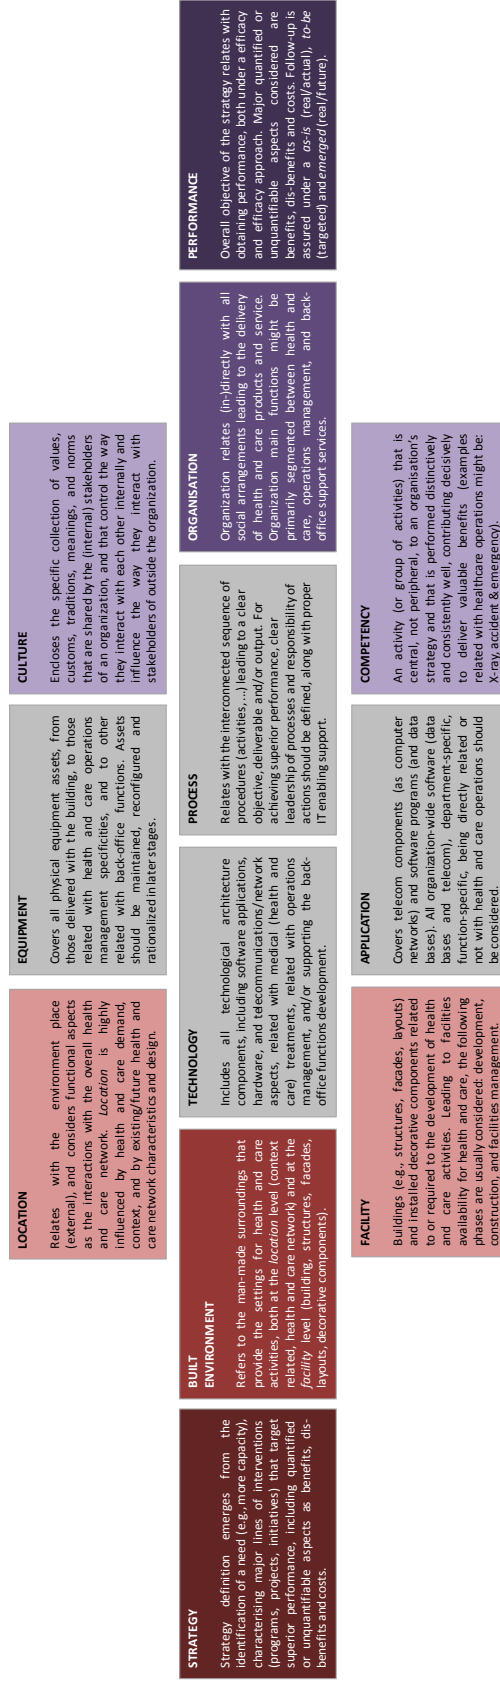 LOCATION
Relates with the environment place
(external), and considers functional aspects
as the interactions with the overall health
and care network. Location is highly
influenced by health and care demand,
context, and by existing/future health and
care network characteristics and design.
EQUIPMENT
Covers all physical equipment assets, from
those delivered with the building, to those
related with health and care operations
management specificities, and to other
related with back-office functions. Assets
should be maintained, reconfigured and
rationalized in later stages.
CULTURE
Encloses the specific collection of values,
customs, traditions, meanings, and norms
that are shared by the (internal) stakeholders
of an organization, and that control the way
they interact with each other internally and
influence the way they interact with
stakeholders of outside the organization.
STRATEGY
Strategy definition emerges from the
identification of a need (e.g., more capacity),
characterising major lines of interventions
(programs, projects, initiatives) that target
superior performance, including quantified
or unquantifiable aspects as benefits, dis-
benefits and costs.
BUILT
ENVIRONMENT
Refers to the man-made surroundings that
provide the settings for health and care
activities, both at the location level (context
related, health and care network) and at the
facility level (building, structures, facades,
layouts, decorative components).
TECHNOLOGY
Includes all technological architecture
components, including software applications,
hardware, and telecommunications/network
aspects, related with medical (health and
care) treatments, related with operations
management, and/or supporting the back-
office functions development.
PROCESS
Relates with the interconnected sequence of
procedures (activities, …) leading to a clear
objective, deliverable and/or output. For
achieving superior performance, clear
leadership of processes and responsibility of
actions should be defined, along with proper
IT enabling support.
ORGANISATION
Organization relates (in-)directly with all
social arrangements leading to the delivery
of health and care products and service.
Organization main functions might be
primarily segmented between health and
care, operations management, and back-
office support services.
PERFORMANCE
Overall objective of the strategy relates with
obtaining performance, both under a efficacy
and efficacy approach. Major quantified or
unquantifiable aspects considered are
benefits, dis-benefits and costs. Follow-up is
assured under a as-is (real/actual), to-be
(targeted) and emerged (real/future).
FACILITY
Buildings (e.g., structures, facades, layouts)
and installed decorative components related
to or required to the development of health
and care activities. Leading to facilities
availability for health and care, the following
phases are usually considered: development,
construction, and facilities management.
APPLICATION
Covers telecom components (as computer
networks) and software programs (and data
bases). All organization-wide software (data
bases and telecom), department-specific,
function-specific, being directly related or
not with health and care operations should
be considered.
COMPETENCY
An activity (or group of activities) that is
central, not peripheral, to an organisation's
strategy and that is performed distinctively
and consistently well, contributing decisively
to deliver valuable benefits (examples
related with healthcare operations might be:
X-ray, accident & emergency).